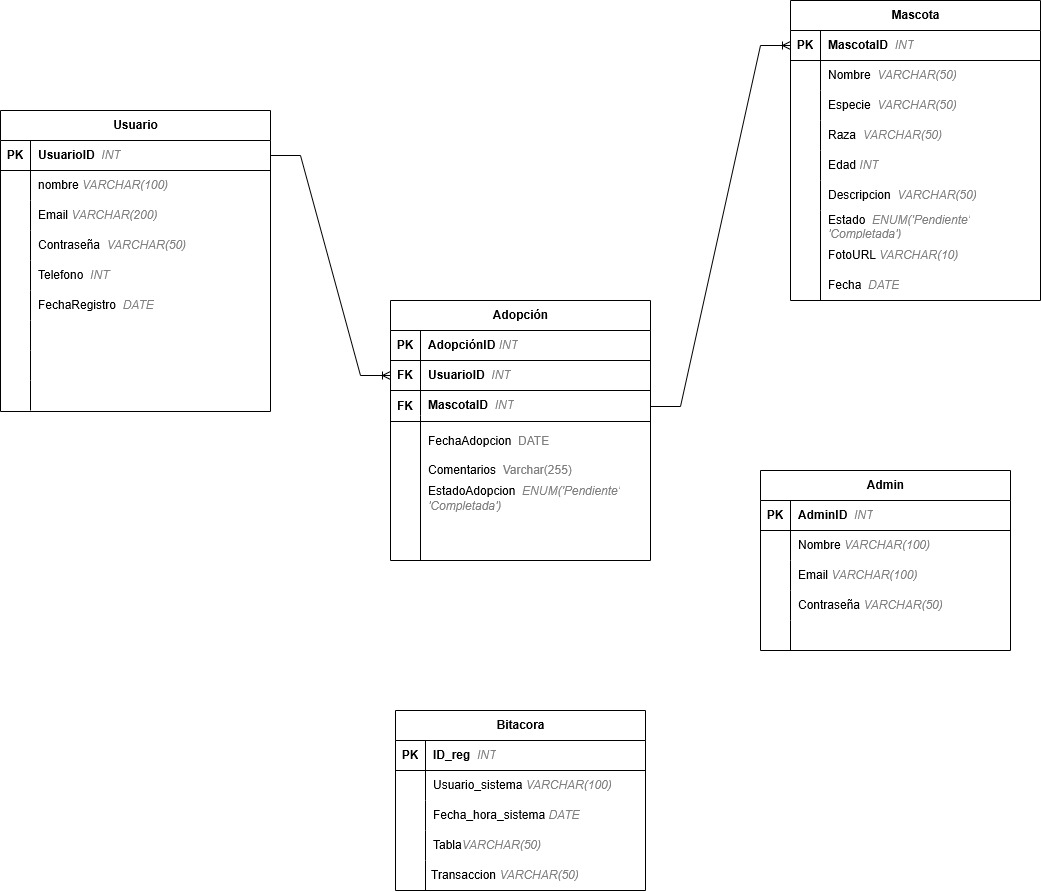 Mascota
PK MascotaID INT
Nombre VARCHAR(50)
Especie VARCHAR(50)
Raza VARCHAR(50)
Edad INT
Descripcion VARCHAR(50)
Estado ENUM('Pendiente'
'Completada')
FotoURL VARCHAR(10)
Fecha DATE
Usuario
PK UsuarioID INT
nombre VARCHAR(100)
Email VARCHAR(200)
Contraseña VARCHAR(50)
Telefono INT
FechaRegistro DATE
Adopción
PK AdopciónID INT
FK UsuarioID INT
FK MascotaID INT
FechaAdopcion DATE
Comentarios Varchar(255)
EstadoAdopcion ENUM('Pendiente'
'Completada')
Admin
PK AdminID INT
Nombre VARCHAR(100)
Email VARCHAR(100)
Contraseña VARCHAR(50)
Bitacora
PK ID_reg INT
Usuario_sistema VARCHAR(100)
Fecha_hora_sistema DATE
TablaVARCHAR(50)
Transaccion VARCHAR(50)